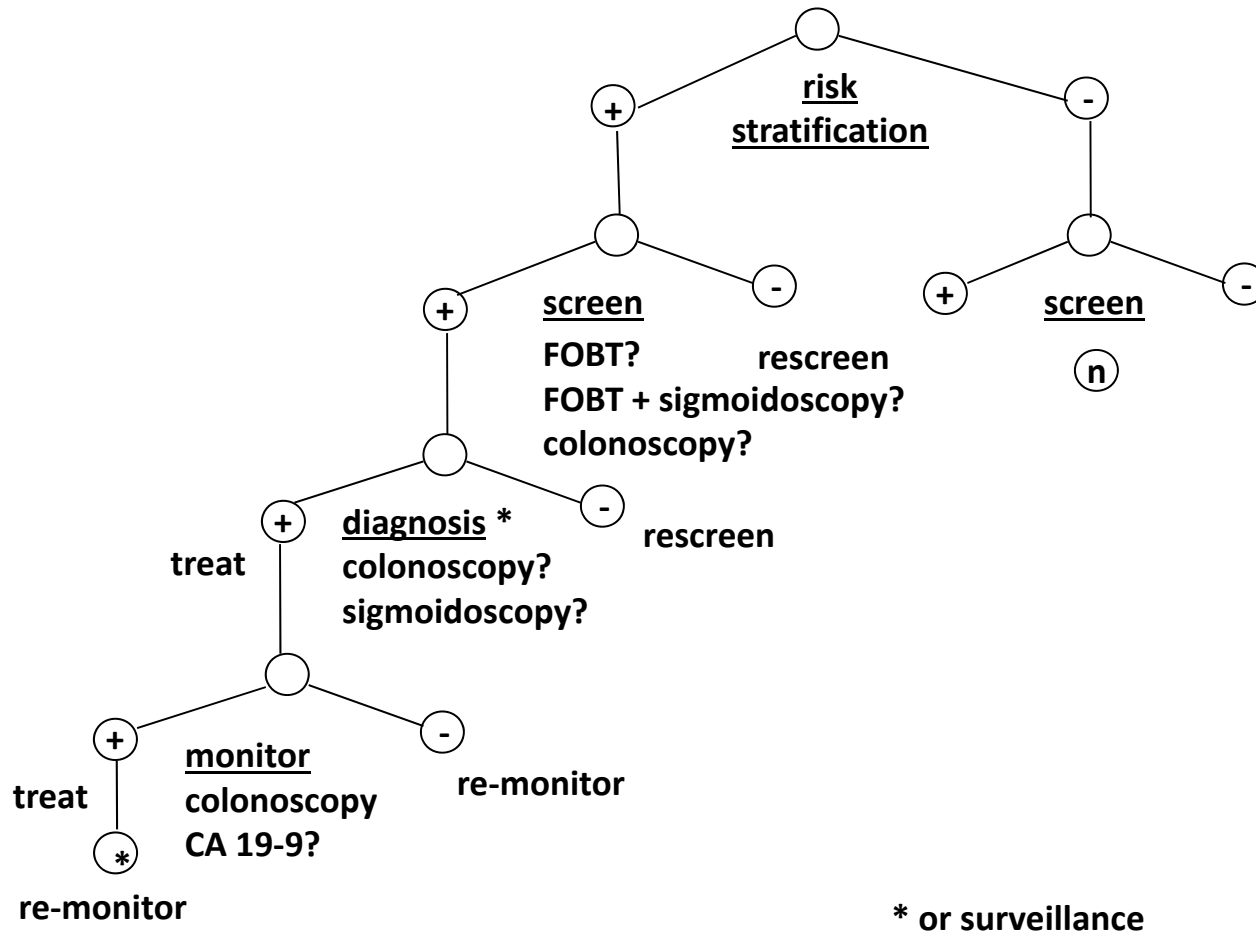 risk
stratification
+
-
+
-
+
-
screen
FOBT?
FOBT + sigmoidoscopy?
colonoscopy?
rescreen
screen
n
+
-
diagnosis *
colonoscopy?
sigmoidoscopy?
rescreen
treat
+
-
monitor
colonoscopy
CA 19-9?
re-monitor
treat
*
re-monitor
* or surveillance